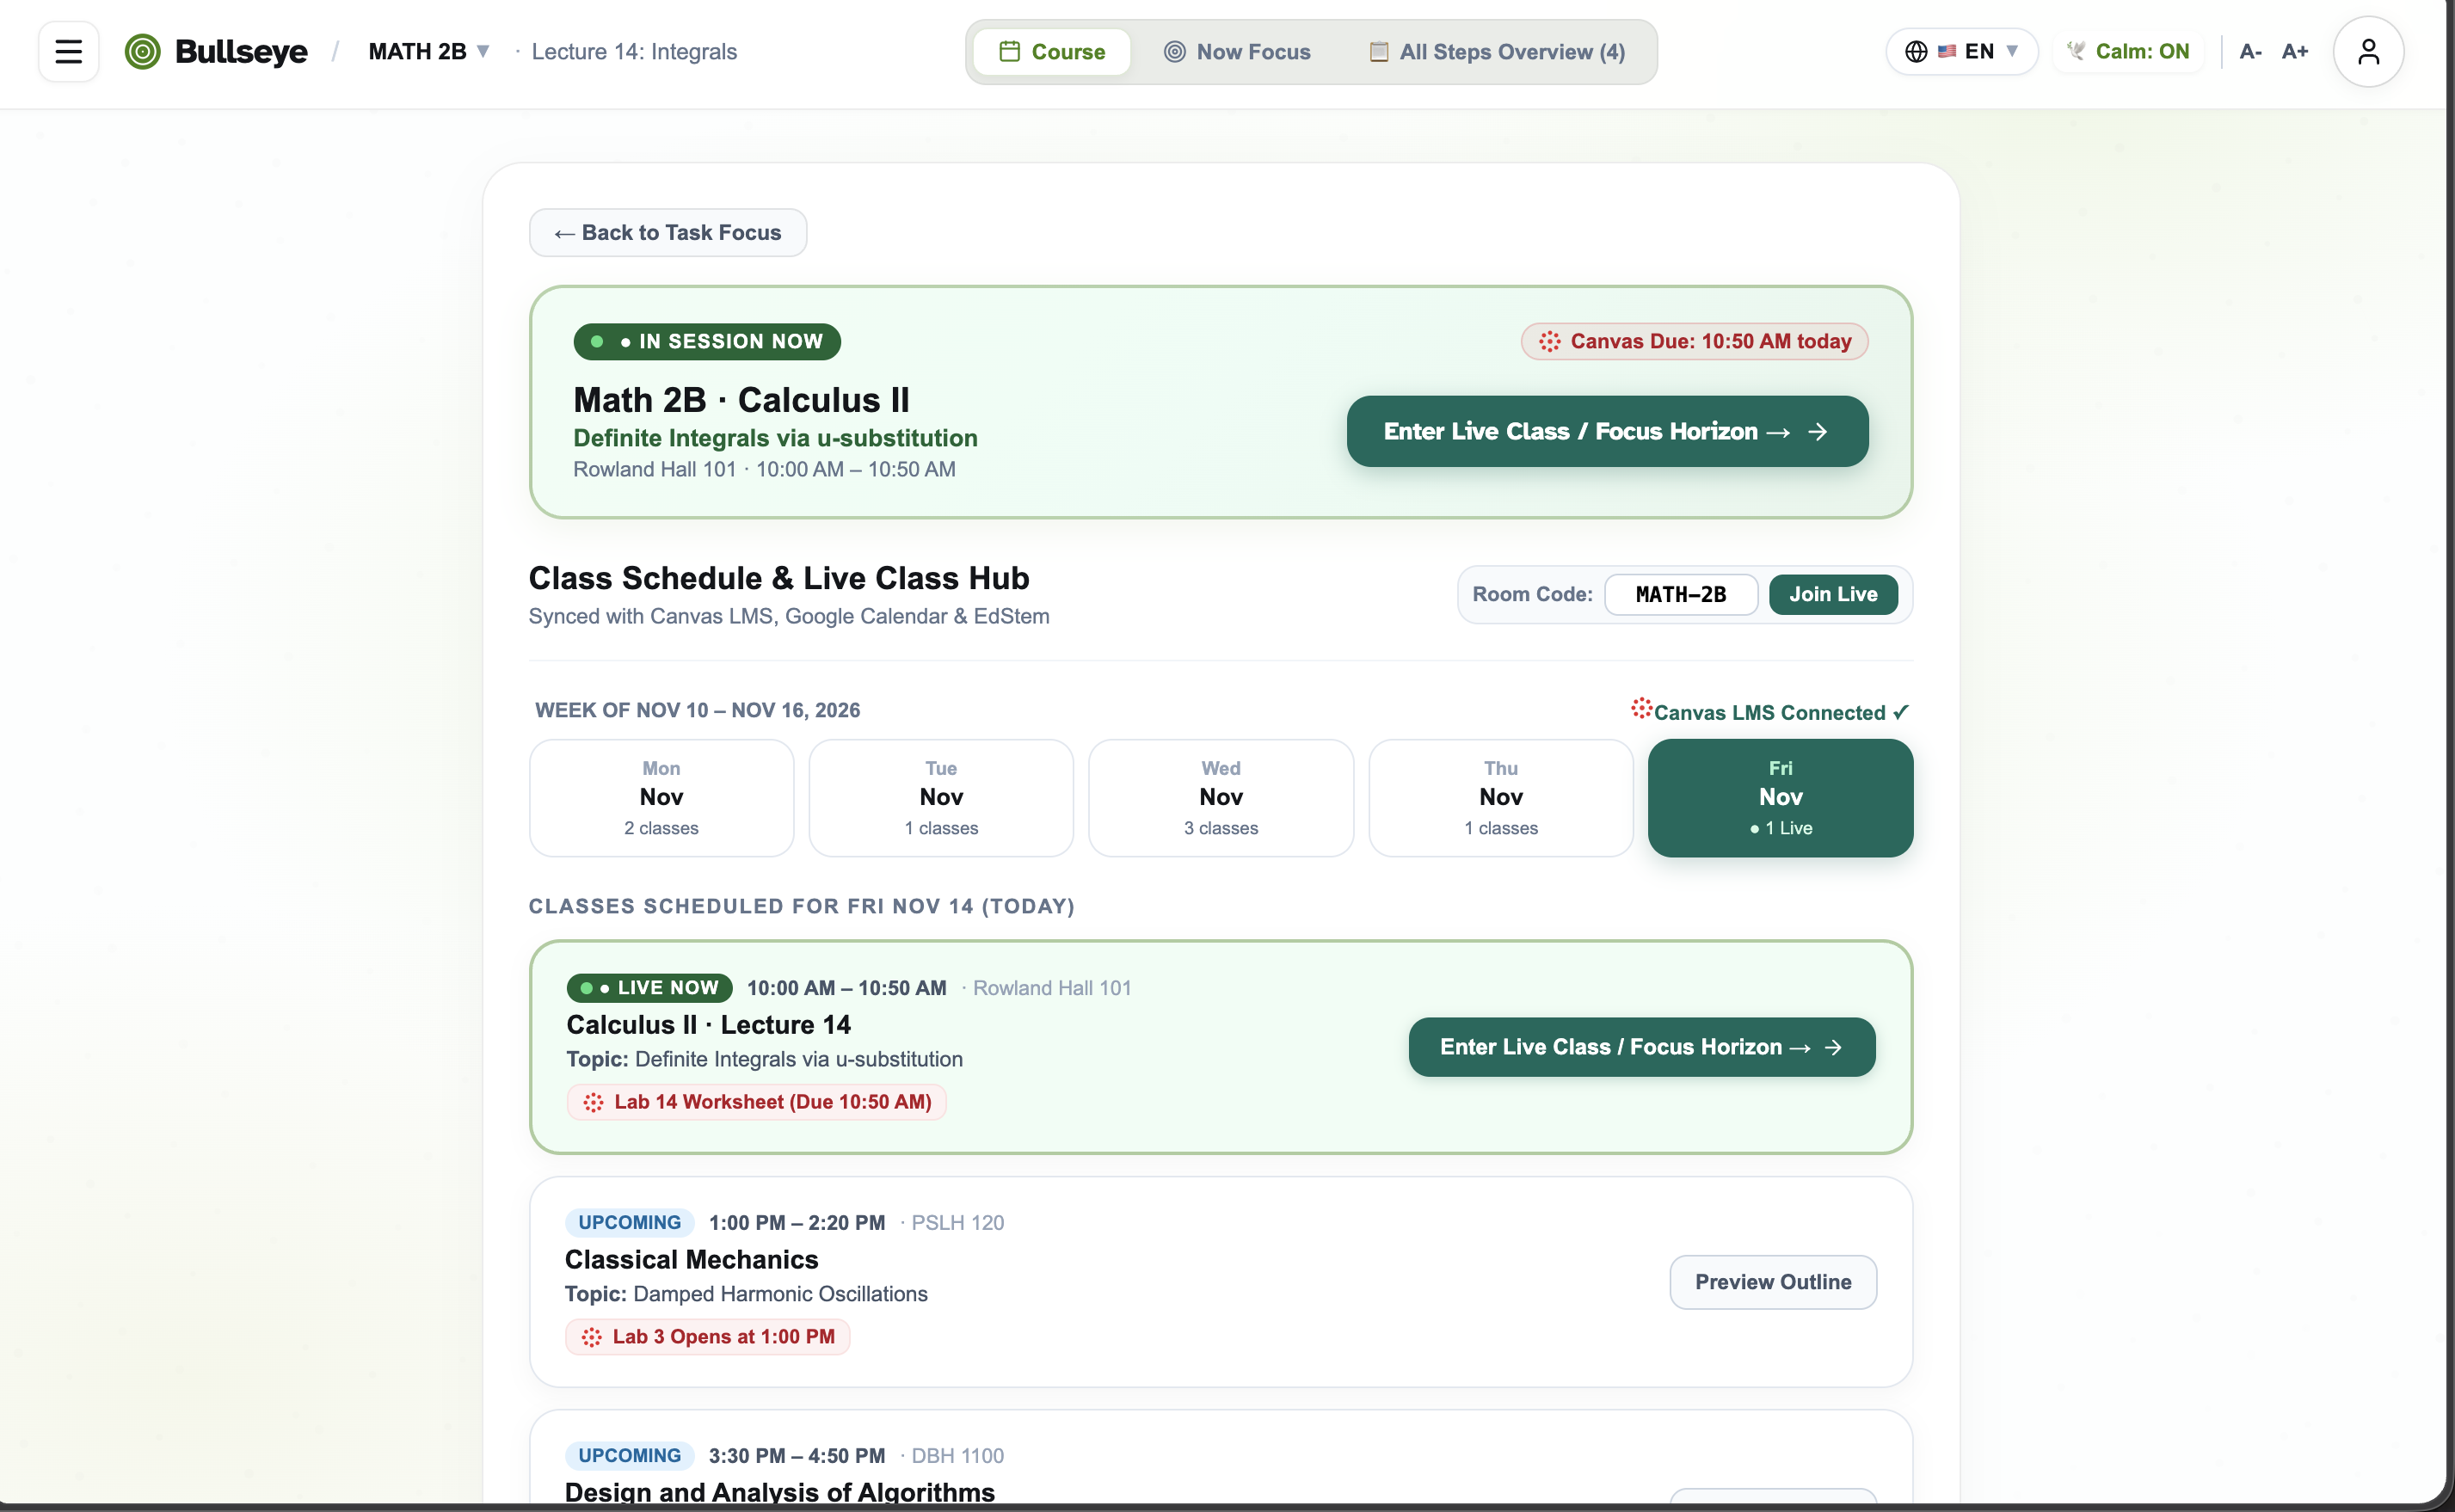 Bullseye / MATH 2B ▼ · Lecture 14: Integrals
Course
Now Focus
All Steps Overview (4)
EN ▼
Calm: ON
A- A+
← Back to Task Focus
● IN SESSION NOW
Canvas Due: 10:50 AM today
Math 2B · Calculus II
Definite Integrals via u-substitution
Rowland Hall 101 · 10:00 AM – 10:50 AM
Enter Live Class / Focus Horizon → →
Class Schedule & Live Class Hub
Synced with Canvas LMS, Google Calendar & EdStem
Room Code: MATH-2B Join Live
WEEK OF NOV 10 – NOV 16, 2026
Canvas LMS Connected ✓
Mon
Nov
2 classes
Tue
Nov
1 classes
Wed
Nov
3 classes
Thu
Nov
1 classes
Fri
Nov
● 1 Live
CLASSES SCHEDULED FOR FRI NOV 14 (TODAY)
● LIVE NOW 10:00 AM – 10:50 AM · Rowland Hall 101
Calculus II · Lecture 14
Topic: Definite Integrals via u-substitution
Lab 14 Worksheet (Due 10:50 AM)
Enter Live Class / Focus Horizon → →
UPCOMING 1:00 PM – 2:20 PM · PSLH 120
Classical Mechanics
Topic: Damped Harmonic Oscillations
Lab 3 Opens at 1:00 PM
Preview Outline
UPCOMING 3:30 PM – 4:50 PM · DBH 1100
Design and Analysis of Algorithms